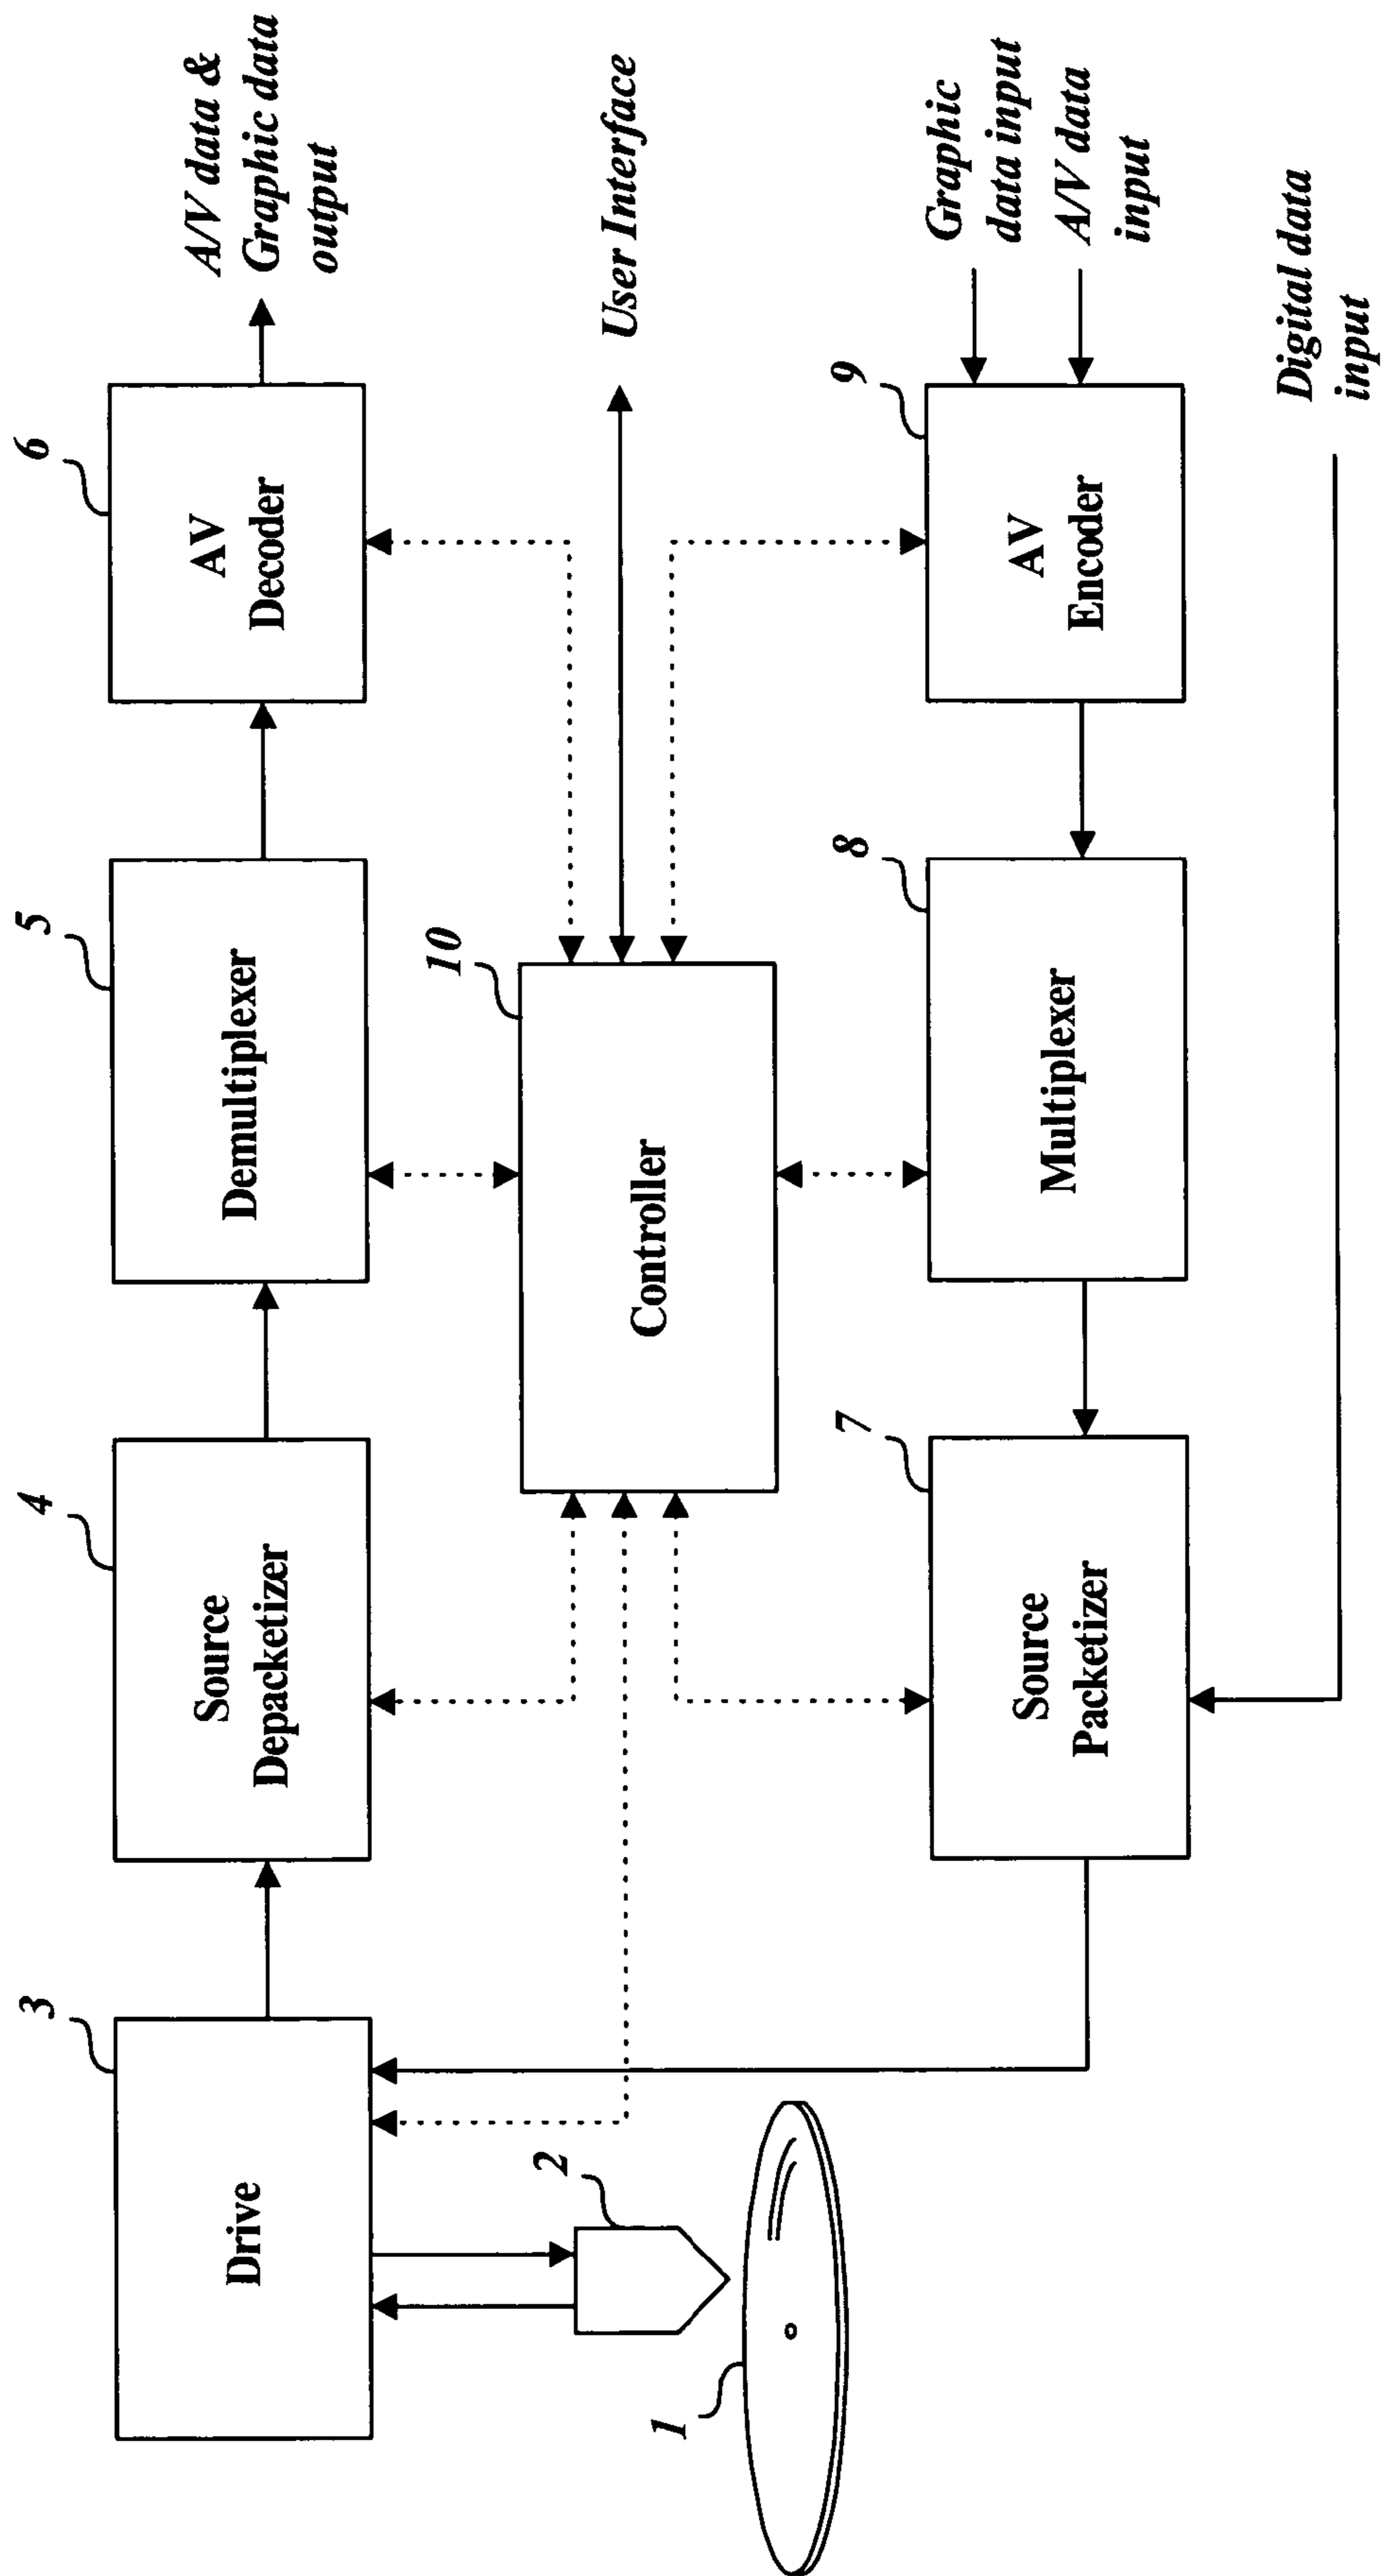 3
4
5
6
A/V data &
Graphic data
output
Drive
Source
Depacketizer
Demultiplexer
AV
Decoder
10
User Interface
2
Controller
1
7
8
9
Graphic
data input
A/V data
input
Source
Packetizer
Multiplexer
AV
Encoder
Digital data
input